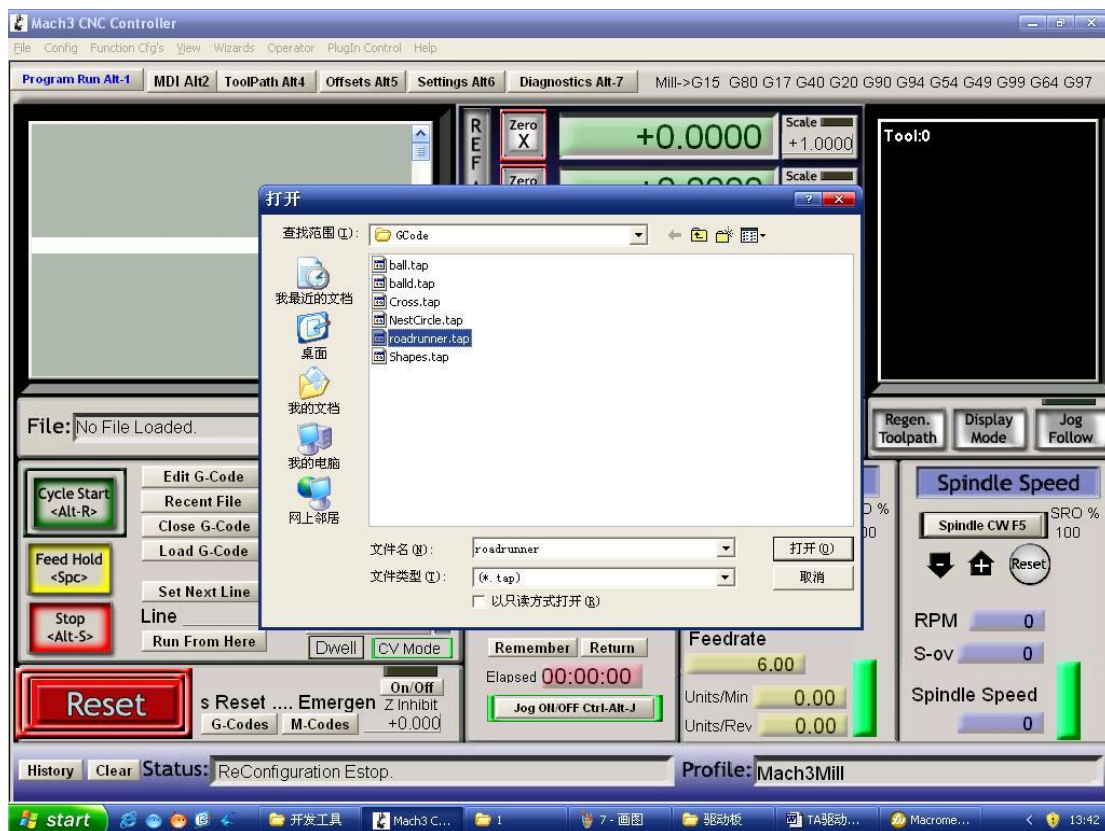 Mach3 CNC Controller
File Config Function Cfg's View Wizards Operator PlugIn Control Help
Program Run Alt-1 MDI Alt2 ToolPath Alt4 Offsets Alt5 Settings Alt6 Diagnostics Alt-7 Mill->G15 G80 G17 G40 G20 G90 G94 G54 G49 G99 G64 G97
REF
Zero X
+0.0000
Scale
+1.0000
Tool:0
Zero
Scale
打开
查找范围(I):
GCode
我最近的文档
桌面
我的文档
我的电脑
网上邻居
ball.tap
balld.tap
Cross.tap
NestCircle.tap
roadrunner.tap
Shapes.tap
文件名(N):
roadrunner
打开(O)
文件类型(T):
(*.tap)
取消
以只读方式打开(R)
File: No File Loaded.
Regen. Toolpath
Display Mode
Jog Follow
Cycle Start <Alt-R>
Feed Hold <Spc>
Stop <Alt-S>
Edit G-Code
Recent File
Close G-Code
Load G-Code
Set Next Line
Line
Run From Here
Dwell
CV Mode
Remember
Return
Elapsed 00:00:00
Jog ON/OFF Ctrl-Alt-J
Feedrate
6.00
Units/Min 0.00
Units/Rev 0.00
Spindle Speed
Spindle CW F5
SRO %
100
Reset
RPM 0
S-ov 0
Spindle Speed
0
Reset
s Reset .... Emergen
G-Codes
M-Codes
On/Off
Z Inhibit
+0.000
History
Clear
Status: ReConfiguration Estop.
Profile: Mach3Mill
start
开发工具
Mach3 C...
1
7 - 画图
驱动板
TA驱动...
Macrome...
13:42